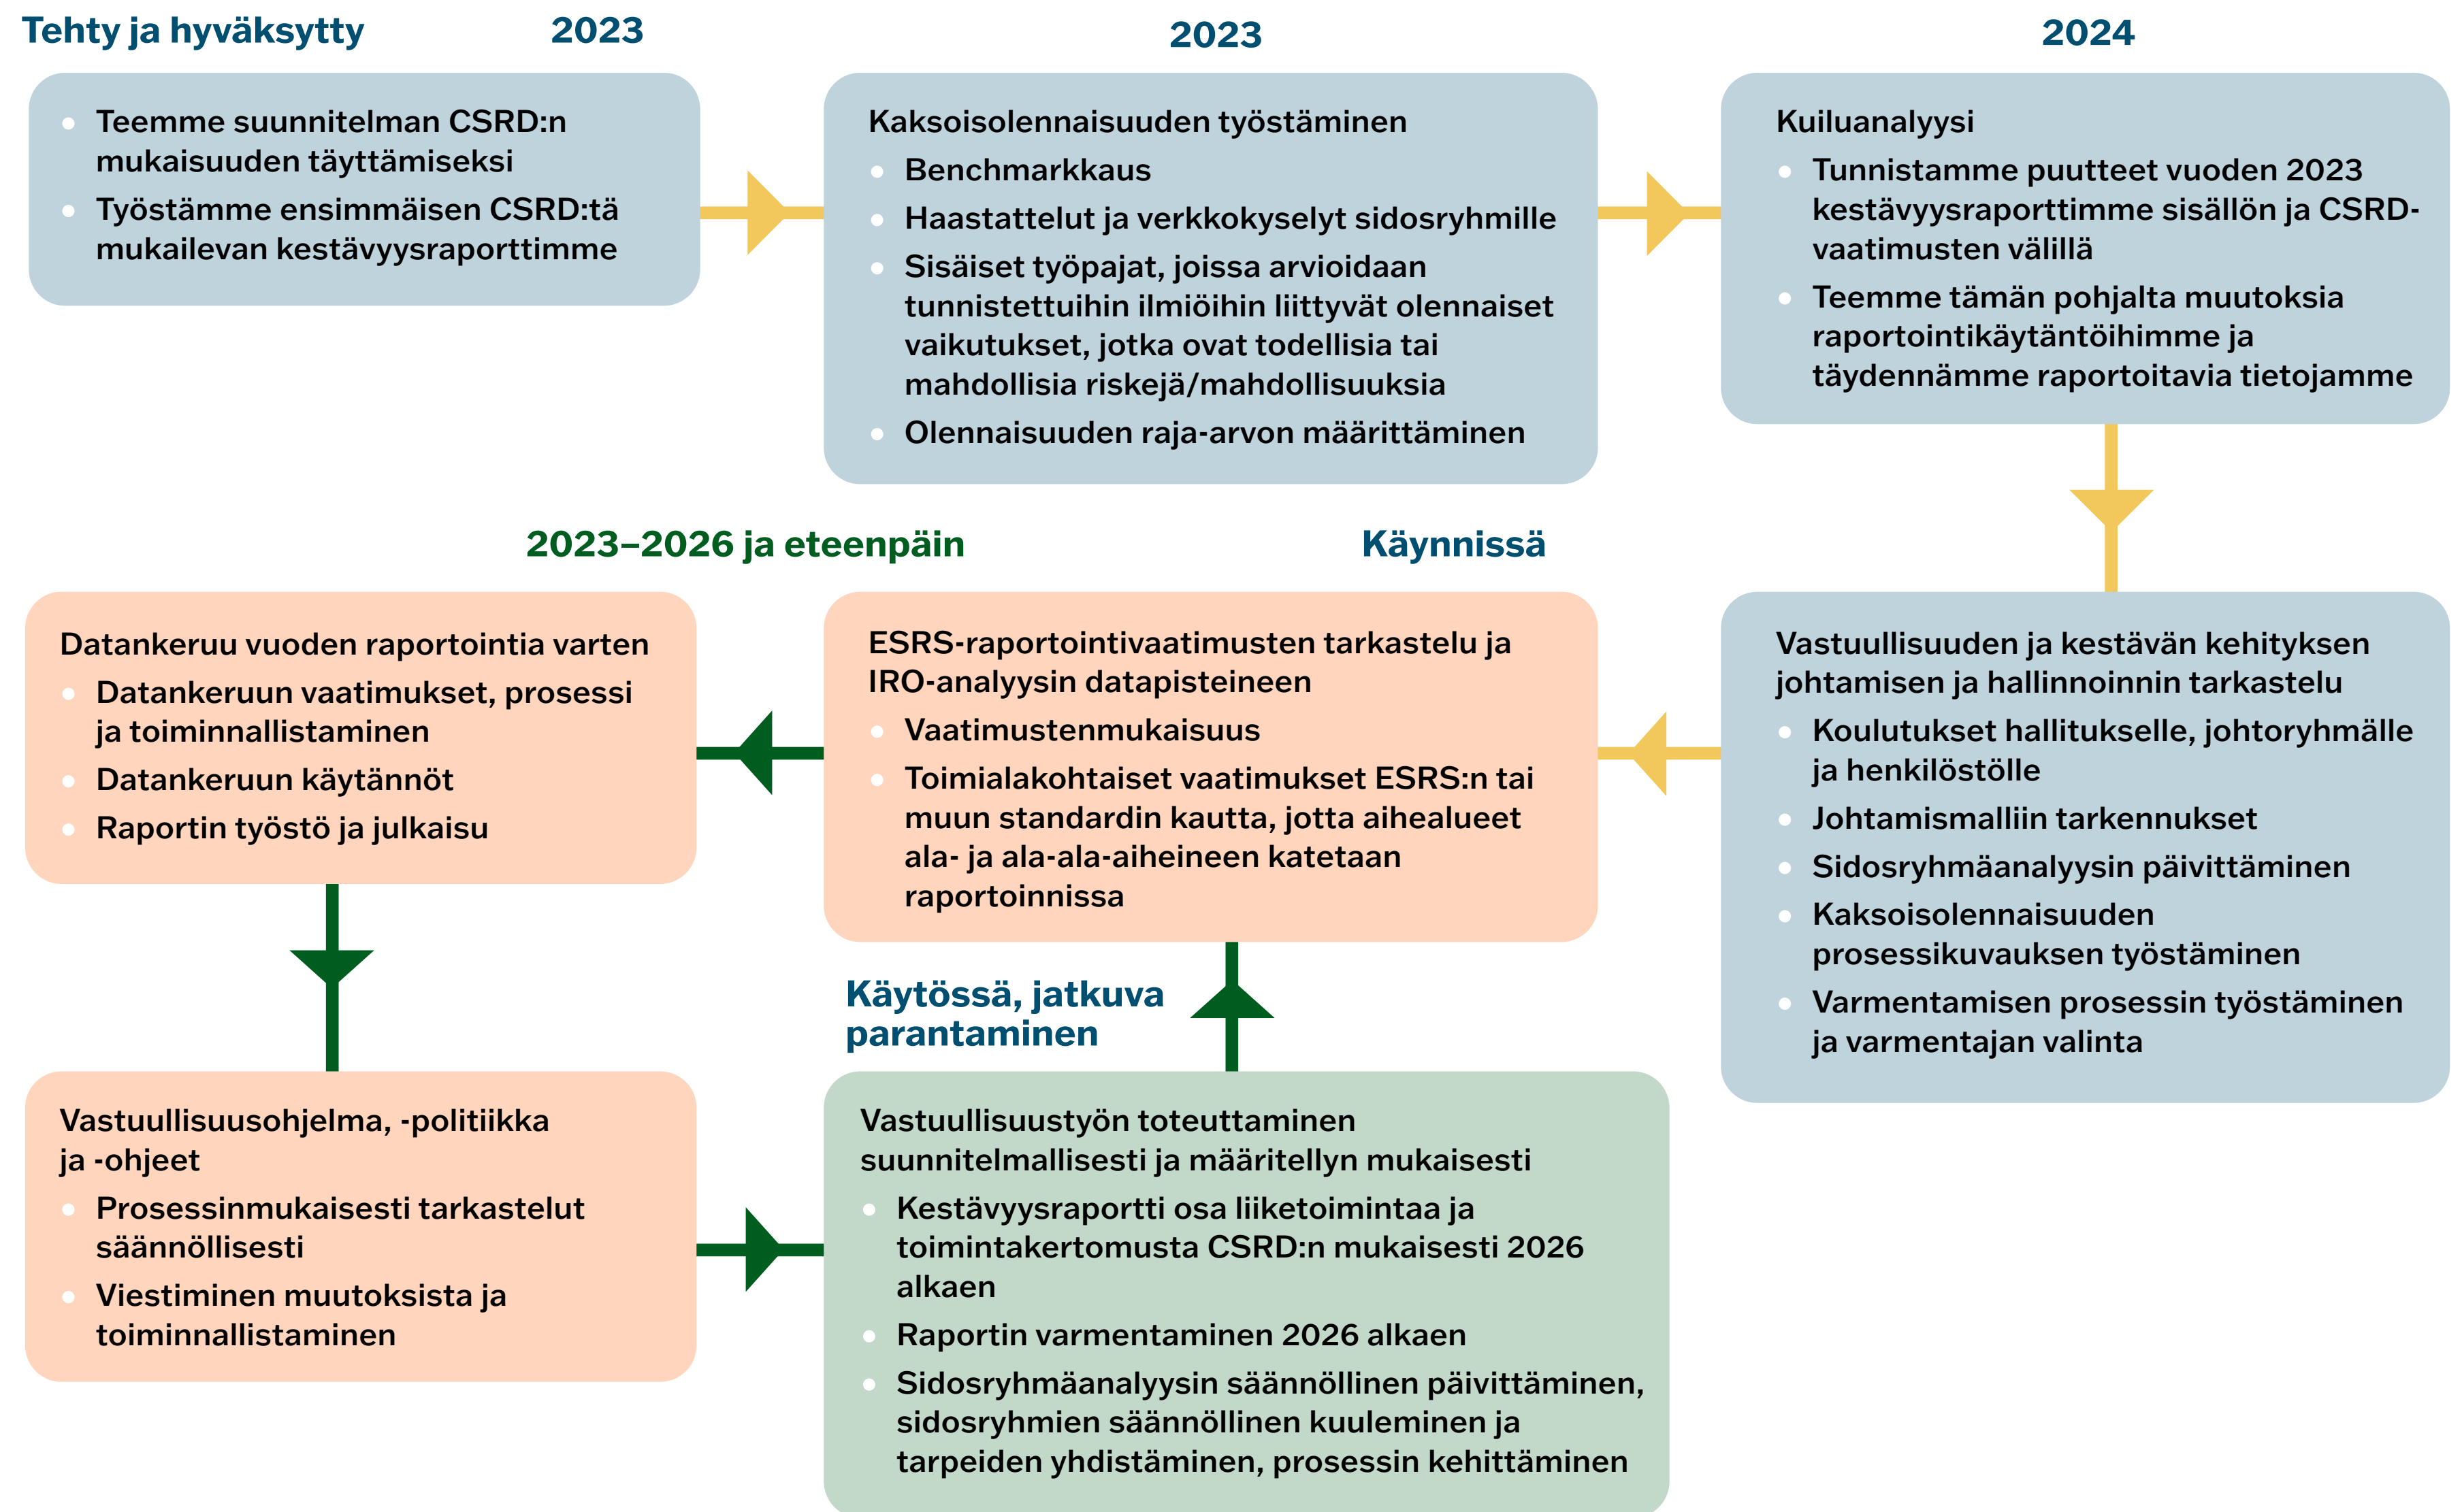 Tehty ja hyväksytty
2023
Teemme suunnitelman CSRD:n
mukaisuuden täyttämiseksi
Työstämme ensimmäisen CSRD:tä
mukailevan kestävyysraporttimme
2023
Kaksoisolennaisuuden työstäminen
Benchmarkkaus
Haastattelut ja verkkokyselyt sidosryhmille
Sisäiset työpajat, joissa arvioidaan
tunnistettuihin ilmiöihin liittyvät olennaiset
vaikutukset, jotka ovat todellisia tai
mahdollisia riskejä/mahdollisuuksia
Olennaisuuden raja-arvon määrittäminen
2024
Kuiluanalyysi
Tunnistamme puutteet vuoden 2023
kestävyysraporttimme sisällön ja CSRD-
vaatimusten välillä
Teemme tämän pohjalta muutoksia
raportointikäytäntöihimme ja
täydennämme raportoitavia tietojamme
Vastuullisuuden ja kestävän kehityksen
johtamisen ja hallinnoinnin tarkastelu
Koulutukset hallitukselle, johtoryhmälle
ja henkilöstölle
Johtamismalliin tarkennukset
Sidosryhmäanalyysin päivittäminen
Kaksoisolennaisuuden
prosessikuvauksen työstäminen
Varmentamisen prosessin työstäminen
ja varmentajan valinta
2023–2026 ja eteenpäin
Käynnissä
ESRS-raportointivaatimusten tarkastelu ja
IRO-analyysin datapisteineen
Vaatimustenmukaisuus
Toimialakohtaiset vaatimukset ESRS:n tai
muun standardin kautta, jotta aihealueet
ala- ja ala-ala-aiheineen katetaan
raportoinnissa
Datankeruu vuoden raportointia varten
Datankeruun vaatimukset, prosessi
ja toiminnallistaminen
Datankeruun käytännöt
Raportin työstö ja julkaisu
Vastuullisuusohjelma, -politiikka
ja -ohjeet
Prosessinmukaisesti tarkastelut
säännöllisesti
Viestiminen muutoksista ja
toiminnallistaminen
Käytössä, jatkuva
parantaminen
Vastuullisuustyön toteuttaminen
suunnitelmallisesti ja määritellyn mukaisesti
Kestävyysraportti osa liiketoimintaa ja
toimintakertomusta CSRD:n mukaisesti 2026
alkaen
Raportin varmentaminen 2026 alkaen
Sidosryhmäanalyysin säännöllinen päivittäminen,
sidosryhmien säännöllinen kuuleminen ja
tarpeiden yhdistäminen, prosessin kehittäminen